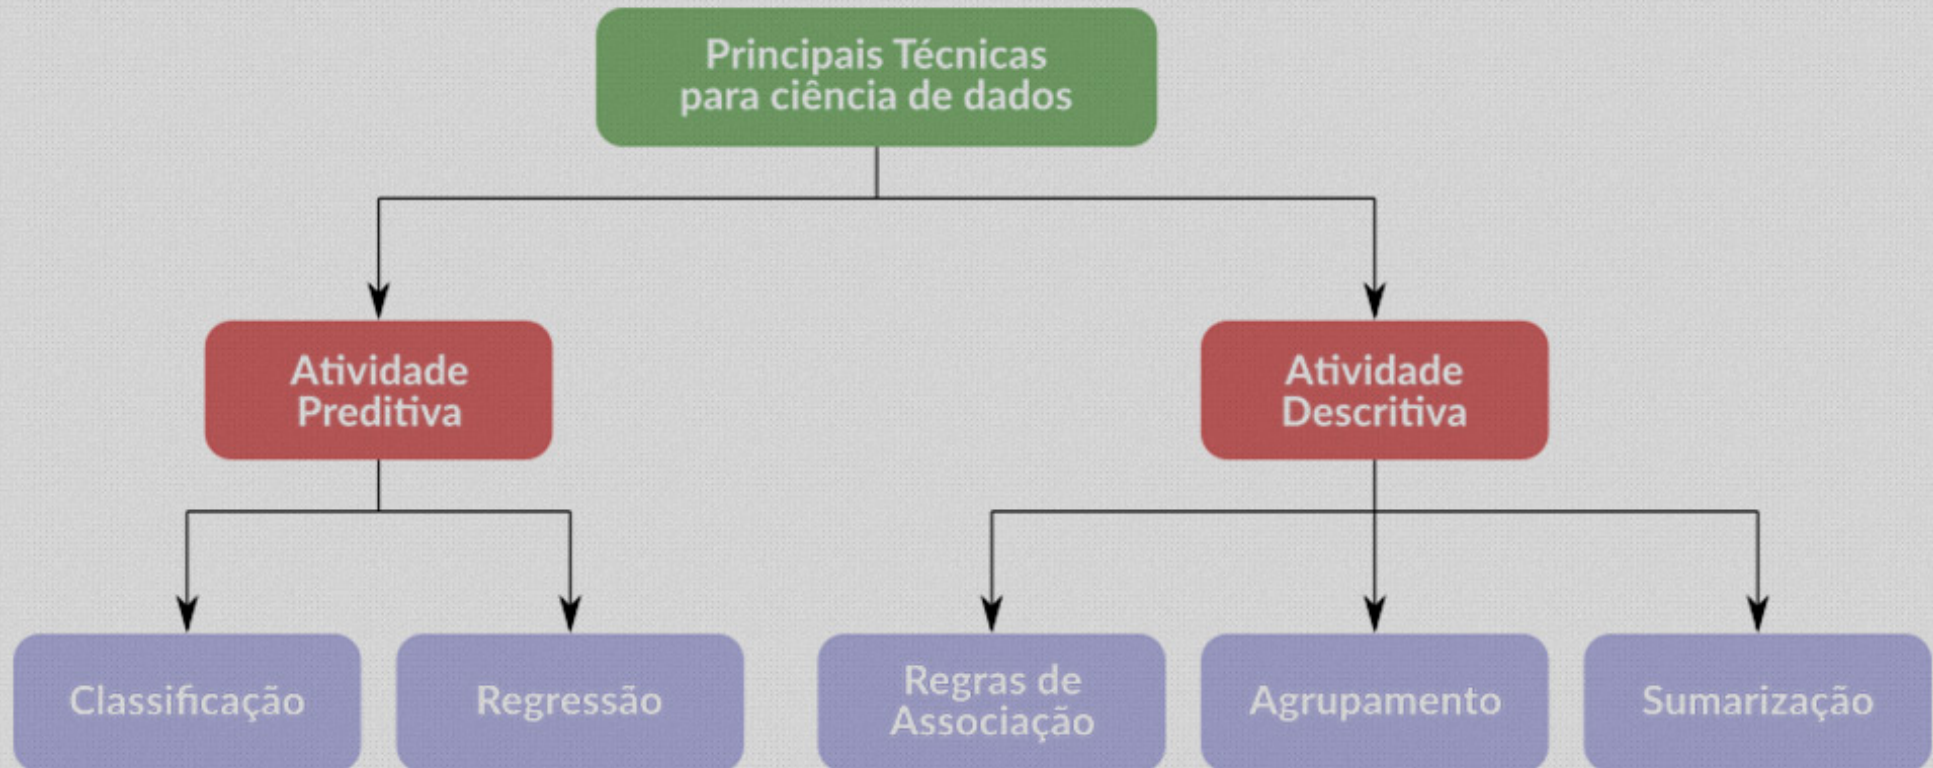 Principais Técnicas
para ciência de dados
Atividade
Preditiva
Atividade
Descritiva
Classificação
Regressão
Regras de
Associação
Agrupamento
Sumarização